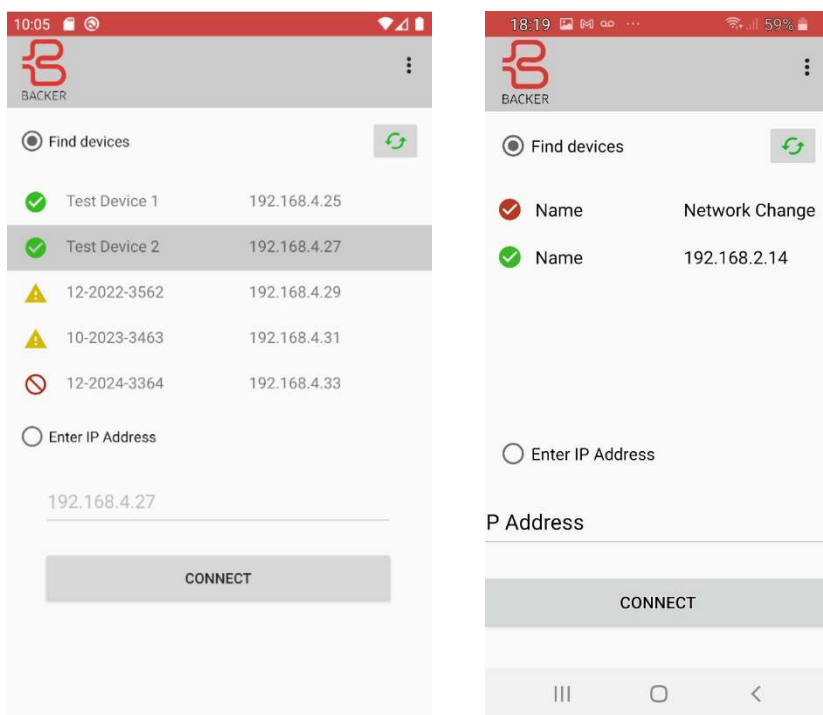 10:05
BACKER
Find devices
Test Device 1 192.168.4.25
Test Device 2 192.168.4.27
12-2022-3562 192.168.4.29
10-2023-3463 192.168.4.31
12-2024-3364 192.168.4.33
Enter IP Address
192.168.4.27
CONNECT
18:19 59%
BACKER
Find devices
Name Network Change
Name 192.168.2.14
Enter IP Address
P Address
CONNECT